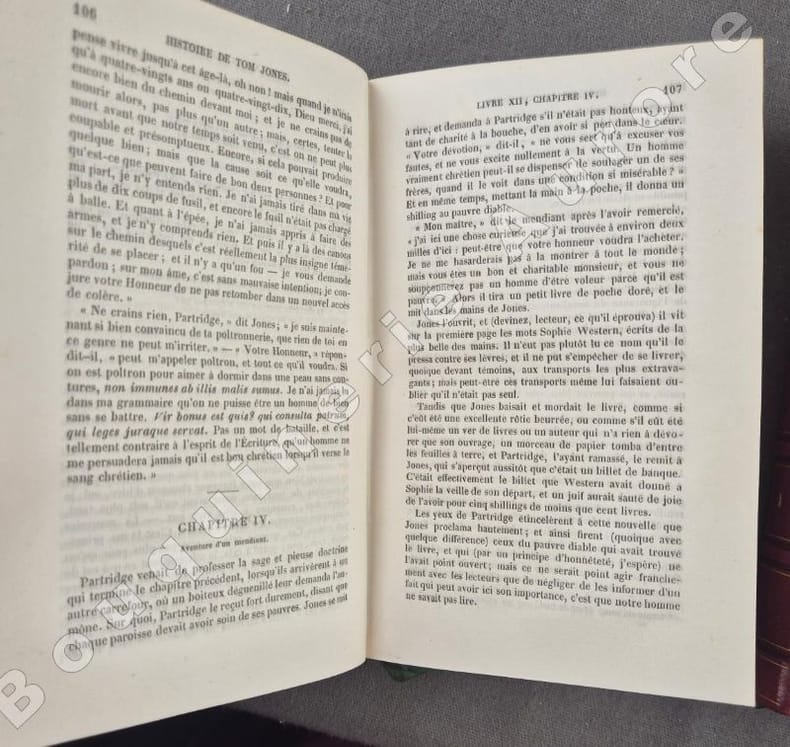 106
HISTOIRE DE TOM JONES.
pense vivre jusqu'à cet âge-là, oh non! mais quand je n'irais
qu'à quatre-vingts ans ou quatre-vingt-dix, Dieu merci, j'ai
encore bien du chemin devant moi; et je ne crains pas de
mourir alors, pas plus qu'un autre; mais, certes, tenter la
mort avant que notre temps soit venu, c'est on ne peut plus
coupable et présomptueux. Encore, si cela pouvait produire
quelque bien; mais que la cause soit ce qu'elle voudra,
qu'est-ce que peuvent faire de bon deux personnes? Et pour
ma part, je n'y entends rien. Je n'ai jamais tiré dans ma vie
plus de dix coups de fusil, et encore le fusil n'était pas chargé
à balle. Et quant à l'épée, je n'ai jamais appris à faire des
armes, et je n'y comprends rien. Et puis il y a là des canons
sur le chemin desquels c'est réellement la plus insigne témé-
rité de se placer; et il n'y a qu'un fou — je vous demande
pardon; sur mon âme, c'est sans mauvaise intention; je con-
jure votre Honneur de ne pas retomber dans un nouvel accès
de colère. »
« Ne crains rien, Partridge, » dit Jones; « je suis mainte-
nant si bien convaincu de ta poltronnerie, que rien de toi en
ce genre ne peut m'irriter. » — « Votre Honneur, » répon-
dit-il, « peut m'appeler poltron, et tout ce qu'il voudra. Si
on est poltron pour aimer à dormir dans une peau sans cou-
tures, non immunes ab illis malis sumus. Je n'ai jamais lu
dans ma grammaire qu'on ne puisse être un homme de bien
sans se battre. Vir bonus est quis? qui consulta patrum,
qui leges juraque servat. Pas un mot de bataille, et c'est
tellement contraire à l'esprit de l'Écriture, qu'un homme ne
me persuadera jamais qu'il est bon chrétien lorsqu'il verse le
sang chrétien. »
CHAPITRE IV.
Aventure d'un mendiant.
Partridge venait de professer la sage et pieuse doctrine
qui termine le chapitre précédent, lorsqu'ils arrivèrent à un
autre carrefour, où un boiteux déguenillé leur demanda l'au-
mône. Sur quoi, Partridge le reçut fort durement, disant que
chaque paroisse devait avoir soin de ses pauvres. Jones se mit
LIVRE XII, CHAPITRE IV.
107
à rire, et demanda à Partridge s'il n'était pas honteux, ayant
tant de charité à la bouche, d'en avoir si peu dans le cœur.
« Votre dévotion, » dit-il, « ne vous sert qu'à excuser vos
fautes, et ne vous excite nullement à la vertu. Un homme
vraiment chrétien peut-il se dispenser de soulager un de ses
frères, quand il le voit dans une condition si misérable? »
Et en même temps, mettant la main à la poche, il donna un
shilling au pauvre diable.
« Mon maître, » dit le mendiant après l'avoir remercié,
« j'ai ici une chose curieuse que j'ai trouvée à environ deux
milles d'ici : peut-être que votre honneur voudra l'acheter.
Je ne me hasarderais pas à la montrer à tout le monde;
mais vous êtes un bon et charitable monsieur, et vous ne
soupçonnerez pas un homme d'être voleur parce qu'il est
pauvre. » Alors il tira un petit livre de poche doré, et le
mit dans les mains de Jones.
Jones l'ouvrit, et (devinez, lecteur, ce qu'il éprouva) il vit
sur la première page les mots Sophie Western, écrits de la
plus belle des mains. Il n'eut pas plutôt lu ce nom qu'il le
pressa contre ses lèvres; et il ne put s'empêcher de se livrer,
quoique devant témoins, aux transports les plus extrava-
gants; mais peut-être ces transports même lui faisaient ou-
blier qu'il n'était pas seul.
Tandis que Jones baisait et mordait le livre, comme si
c'eût été une excellente rôtie beurrée, ou comme s'il eût été
lui-même un ver de livres ou un auteur qui n'a rien à dévo-
rer que son ouvrage, un morceau de papier tomba d'entre
les feuilles à terre, et Partridge, l'ayant ramassé, le remit à
Jones, qui s'aperçut aussitôt que c'était un billet de banque.
C'était effectivement le billet que Western avait donné à
Sophie la veille de son départ, et un juif aurait sauté de joie
de l'avoir pour cinq shillings de moins que cent livres.
Les yeux de Partridge étincelèrent à cette nouvelle que
Jones proclama hautement; et ainsi firent (quoique avec
quelque différence) ceux du pauvre diable qui avait trouvé
le livre, et qui (par un principe d'honnêteté, j'espère) ne
l'avait point ouvert; mais ce ne serait point agir franche-
ment avec les lecteurs que de négliger de les informer d'un
fait qui peut avoir ici son importance, c'est que notre homme
ne savait pas lire.